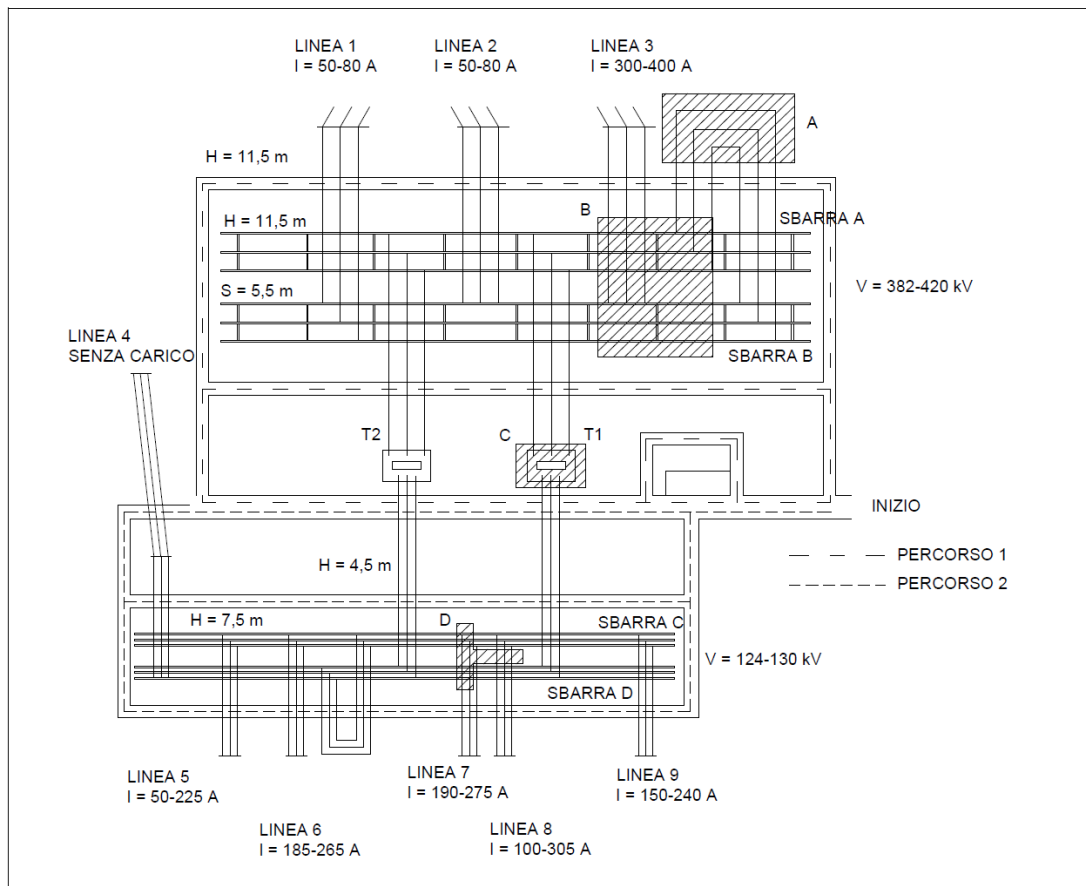 LINEA 1
I = 50-80 A
LINEA 2
I = 50-80 A
LINEA 3
I = 300-400 A
A
H = 11,5 m
B
H = 11,5 m
SBARRA A
S = 5,5 m
V = 382-420 kV
LINEA 4
SENZA CARICO
SBARRA B
T2
C
T1
INIZIO
PERCORSO 1
H = 4,5 m
PERCORSO 2
H = 7,5 m
D
SBARRA C
V = 124-130 kV
SBARRA D
LINEA 5
I = 50-225 A
LINEA 7
I = 190-275 A
LINEA 9
I = 150-240 A
LINEA 6
I = 185-265 A
LINEA 8
I = 100-305 A